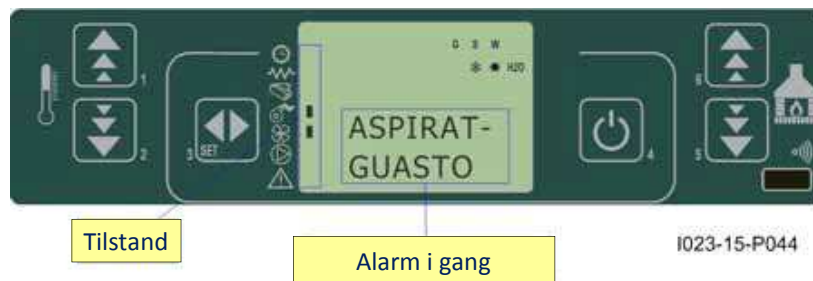 G S W
H2O
1
6
ASPIRAT-
GUASTO
3
SET
4
2
5
Tilstand
Alarm i gang
I023-15-P044